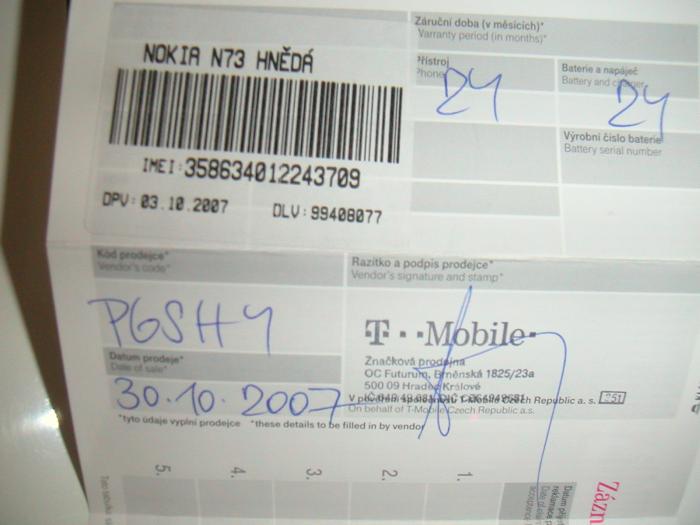 Záruční doba (v měsících)*
Warranty period (in months)*
NOKIA N73 HNĚDÁ
Přístroj
Phone
24
Baterie a napáječ
Battery and charger
24
Výrobní číslo baterie
Battery serial number
IMEI:358634012243709
DPV: 03.10.2007
DLV: 99408077
Kód prodejce*
Vendor's code*
PGSH4
Razítko a podpis prodejce*
Vendor's signature and stamp*
T··Mobile·
Značková prodejna
OC Futurum, Brněnská 1825/23a
500 09 Hradec Králové
V pověření společnosti T-Mobile Czech Republic a. s. 251
On behalf of T-Mobile Czech Republic a.s.
Datum prodeje*
Date of sale*
30.10.2007
*tyto údaje vyplní prodejce *these details to be filled in by vendor
5.
4.
3.
2.
1.